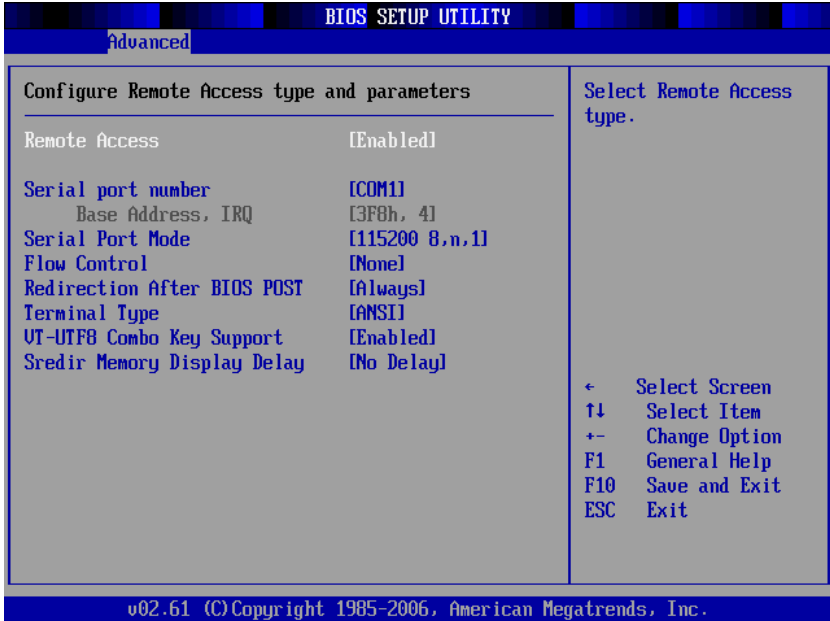 BIOS SETUP UTILITY
Advanced
Configure Remote Access type and parameters
Remote Access [Enabled]
Serial port number [COM1]
Base Address, IRQ [3F8h, 4]
Serial Port Mode [115200 8,n,1]
Flow Control [None]
Redirection After BIOS POST [Always]
Terminal Type [ANSI]
VT-UTF8 Combo Key Support [Enabled]
Sredir Memory Display Delay [No Delay]
Select Remote Access
type.
← Select Screen
↑↓ Select Item
+- Change Option
F1 General Help
F10 Save and Exit
ESC Exit
v02.61 (C)Copyright 1985-2006, American Megatrends, Inc.